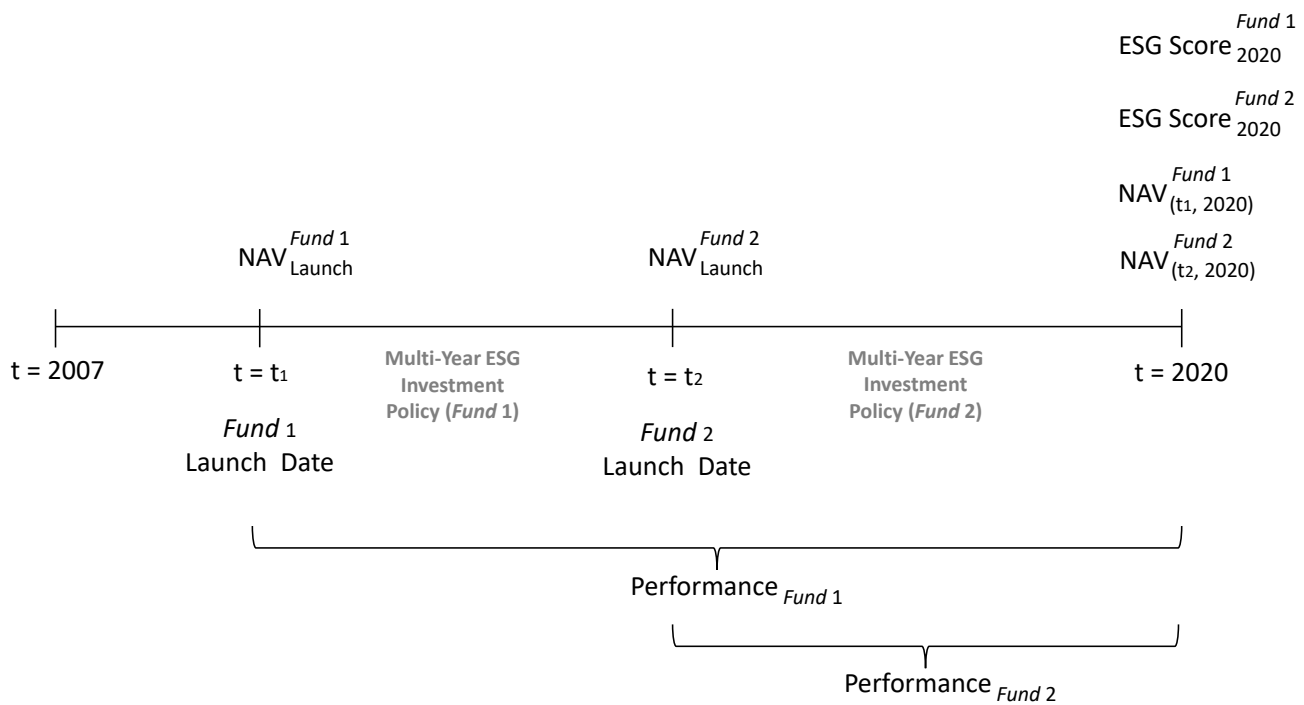 ESG Score Fund 1 2020
ESG Score Fund 2 2020
NAV Fund 1 (t1, 2020)
NAV Fund 1 Launch
NAV Fund 2 Launch
NAV Fund 2 (t2, 2020)
t = 2007
t = t1
Multi-Year ESG
Investment
Policy (Fund 1)
t = t2
Multi-Year ESG
Investment
Policy (Fund 2)
t = 2020
Fund 1
Launch Date
Fund 2
Launch Date
Performance Fund 1
Performance Fund 2